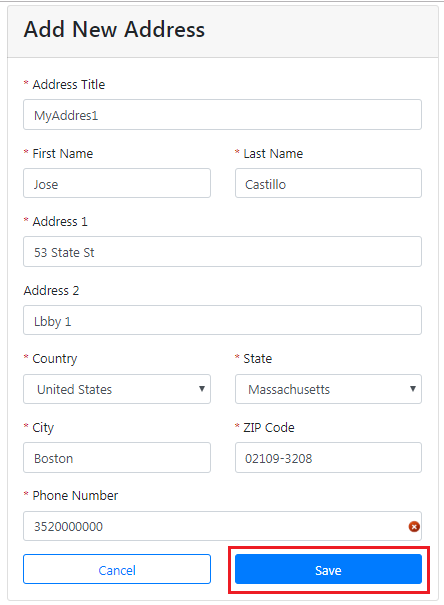 Add New Address
* Address Title
MyAddres1
* First Name * Last Name
Jose Castillo
* Address 1
53 State St
Address 2
Lbby 1
* Country * State
United States Massachusetts
* City * ZIP Code
Boston 02109-3208
* Phone Number
3520000000
Cancel Save